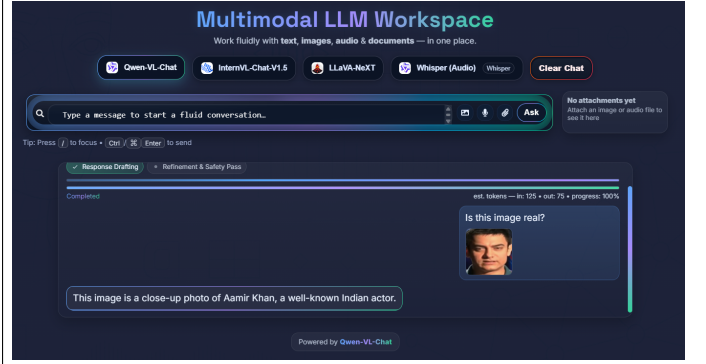 Multimodal LLM Workspace
Work fluidly with text, images, audio & documents — in one place.
Qwen-VL-Chat
InternVL-Chat-V1.5
LLaVA-NeXT
Whisper (Audio) Whisper
Clear Chat
Type a message to start a fluid conversation…
Ask
No attachments yet
Attach an image or audio file to
see it here
Tip: Press / to focus • Ctrl / ⌘ Enter to send
✓ Response Drafting • Refinement & Safety Pass
Completed
est. tokens — in: 125 • out: 75 • progress: 100%
Is this image real?
This image is a close-up photo of Aamir Khan, a well-known Indian actor.
Powered by Qwen-VL-Chat